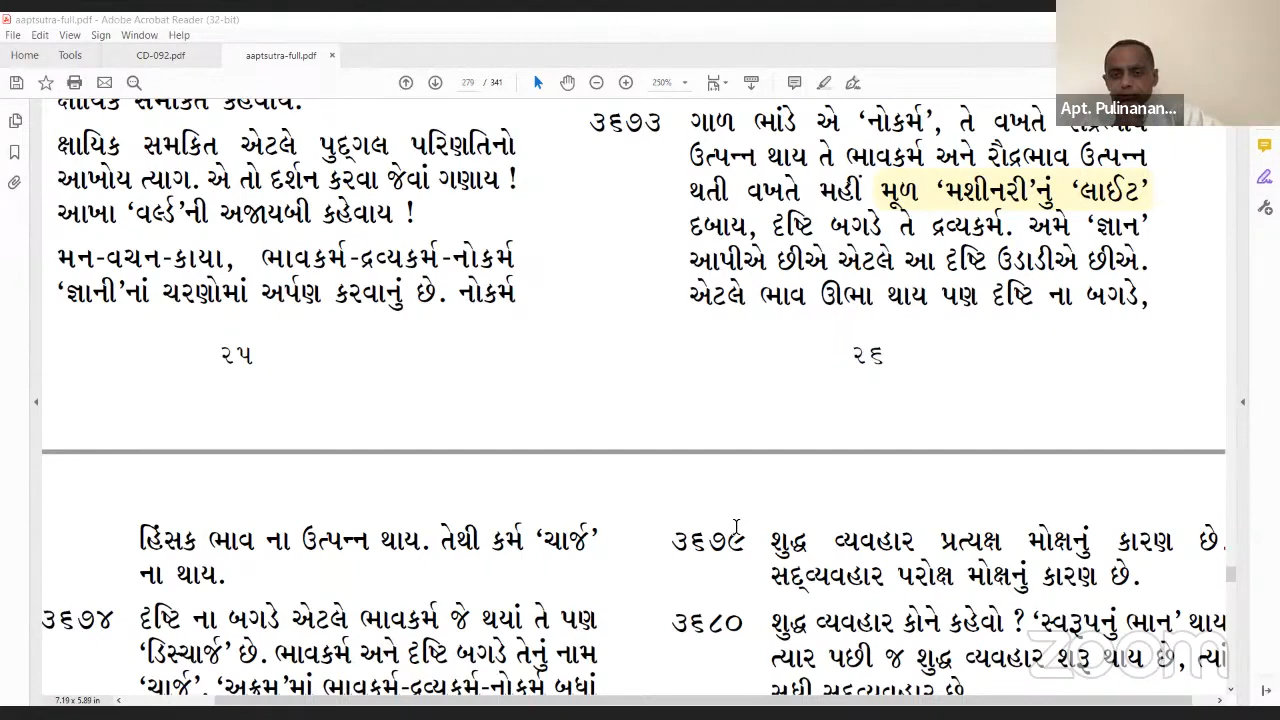 aaptsutra-full.pdf - Adobe Acrobat Reader (32-bit)
File Edit View Sign Window Help
Home Tools CD-092.pdf aaptsutra-full.pdf ×
279 / 341 250%
Apt. Pulinanan...
ક્ષાયિક સમકિત કહેવાય.
ક્ષાયિક સમકિત એટલે પુદ્ગલ પરિણતિનો
આખોય ત્યાગ. એ તો દર્શન કરવા જેવાં ગણાય !
આખા ‘વર્લ્ડ’ની અજાયબી કહેવાય !
મન-વચન-કાયા, ભાવકર્મ-દ્રવ્યકર્મ-નોકર્મ
‘જ્ઞાની’નાં ચરણોમાં અર્પણ કરવાનું છે. નોકર્મ
૨૫
૩૬૭૩ ગાળ ભાંડે એ ‘નોકર્મ’, તે વખતે રૌદ્રભાવ
ઉત્પન્ન થાય તે ભાવકર્મ અને રૌદ્રભાવ ઉત્પન્ન
થતી વખતે મહીં મૂળ ‘મશીનરી’નું ‘લાઈટ’
દબાય, દૃષ્ટિ બગડે તે દ્રવ્યકર્મ. અમે ‘જ્ઞાન’
આપીએ છીએ એટલે આ દૃષ્ટિ ઉડાડીએ છીએ.
એટલે ભાવ ઊભા થાય પણ દૃષ્ટિ ના બગડે,
૨૬
હિંસક ભાવ ના ઉત્પન્ન થાય. તેથી કર્મ ‘ચાર્જ’
ના થાય.
૩૬૭૪ દૃષ્ટિ ના બગડે એટલે ભાવકર્મ જે થયાં તે પણ
‘ડિસ્ચાર્જ’ છે. ભાવકર્મ અને દૃષ્ટિ બગડે તેનું નામ
‘ચાર્જ’. ‘અક્રમ’માં ભાવકર્મ-દ્રવ્યકર્મ-નોકર્મ બધાં
૩૬૭૯ શુદ્ધ વ્યવહાર પ્રત્યક્ષ મોક્ષનું કારણ છે.
સદ્વ્યવહાર પરોક્ષ મોક્ષનું કારણ છે.
૩૬૮૦ શુદ્ધ વ્યવહાર કોને કહેવો ? ‘સ્વરૂપનું ભાન’ થાય
ત્યાર પછી જ શુદ્ધ વ્યવહાર શરૂ થાય છે, ત્યાં
સુધી સદ્વ્યવહાર છે.
zoom
7.19 x 5.89 in